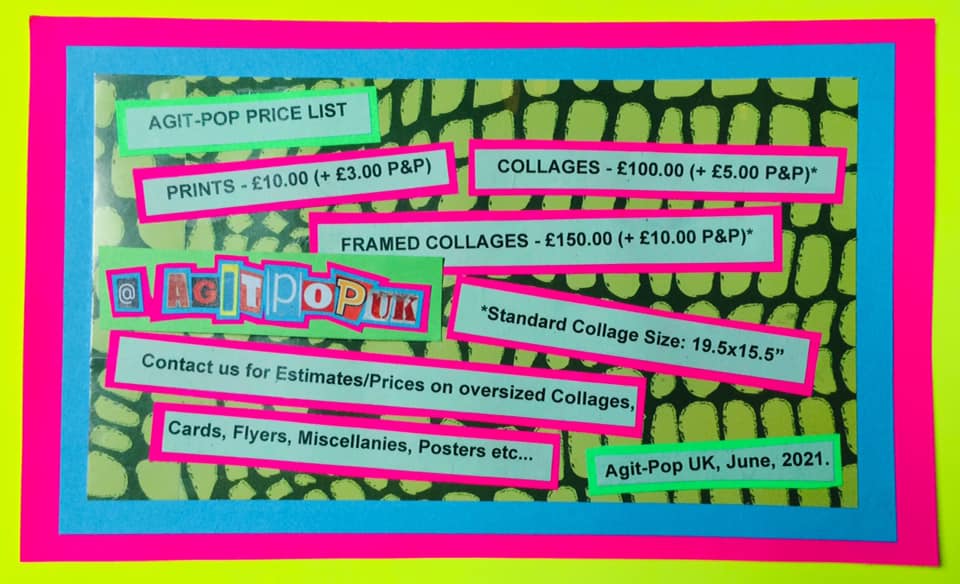 AGIT-POP PRICE LIST
PRINTS - £10.00 (+ £3.00 P&P)
COLLAGES - £100.00 (+ £5.00 P&P)*
FRAMED COLLAGES - £150.00 (+ £10.00 P&P)*
@ AGITPOPUK
*Standard Collage Size: 19.5x15.5”
Contact us for Estimates/Prices on oversized Collages,
Cards, Flyers, Miscellanies, Posters etc...
Agit-Pop UK, June, 2021.